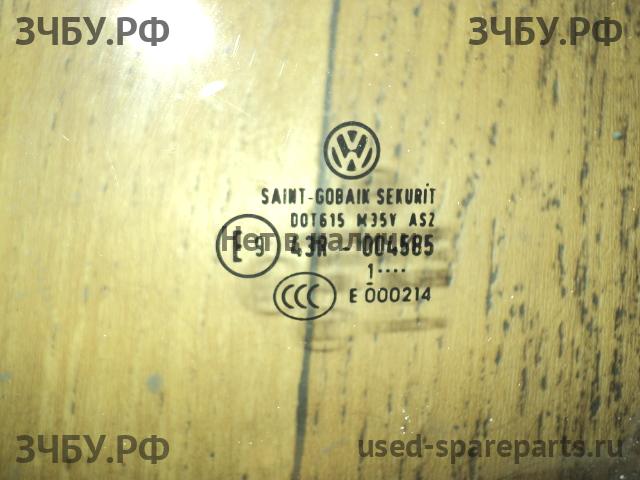 ЗЧБУ.РФ ЗЧБУ.РФ
SAINT-GOBAIN SEKURIT
DOT615 M35V AS2
Нет в наличии
E9 43R - 004585
1····
CCC E 000214
ЗЧБУ.РФ used-spareparts.ru